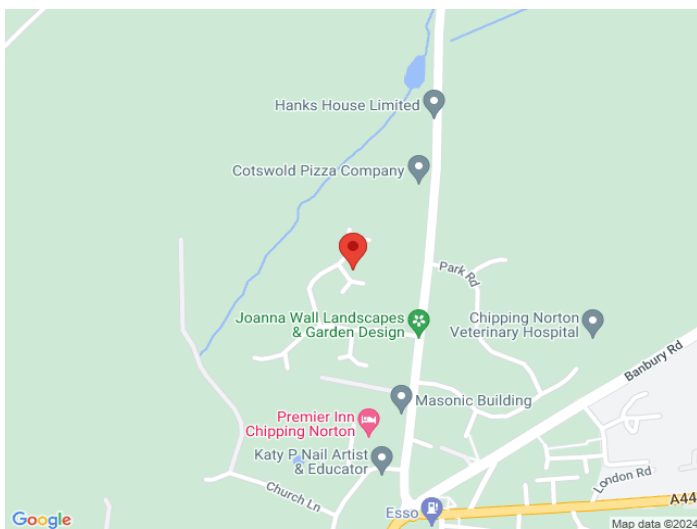 Hanks House Limited
Cotswold Pizza Company
Park Rd
Joanna Wall Landscapes
& Garden Design
Chipping Norton
Veterinary Hospital
Banbury Rd
Masonic Building
Premier Inn
Chipping Norton
Katy P Nail Artist
& Educator
London Rd
Church Ln
A44
Esso
Google
Map data ©2024